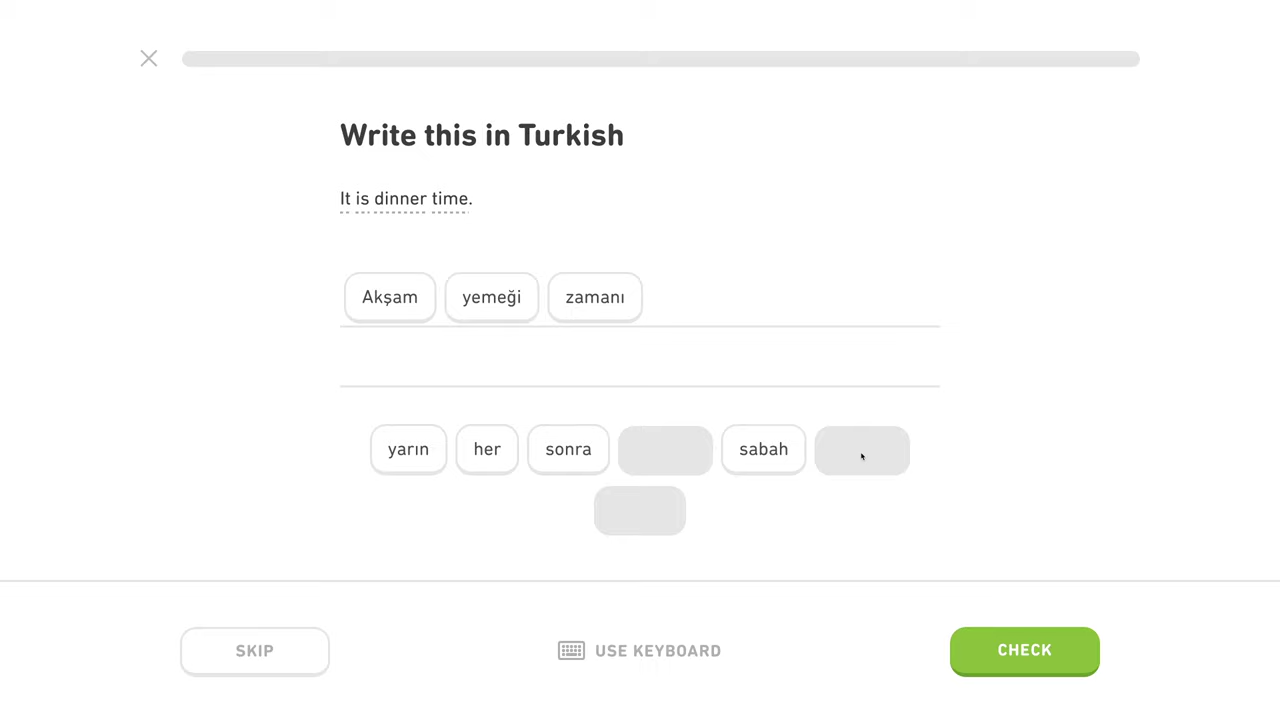 Write this in Turkish
It is dinner time.
Akşam yemeği zamanı
yarın her sonra sabah
SKIP USE KEYBOARD CHECK